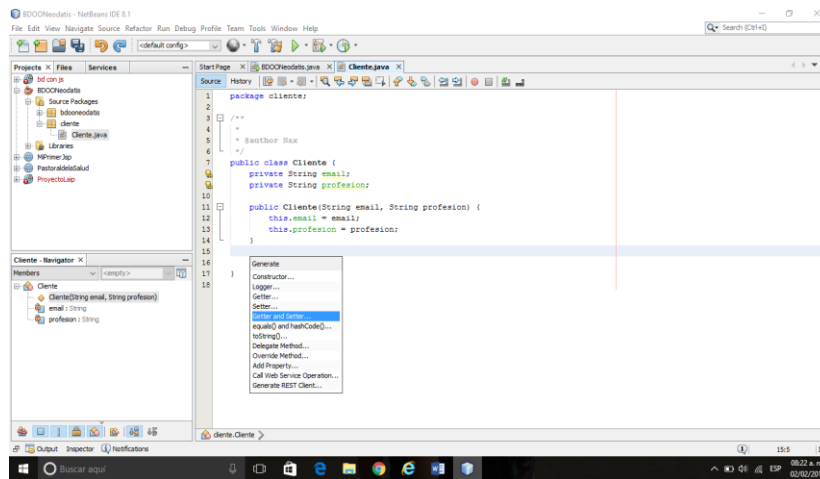 BDOONeodatis - NetBeans IDE 8.1
File Edit View Navigate Source Refactor Run Debug Profile Team Tools Window Help
Search (Ctrl+I)
<default config>
Projects Files Services
bd con js
BDOONeodatis
Source Packages
bdooneodatis
cliente
Cliente.java
Libraries
MiPrimerJsp
PastoraldelaSalud
ProyectoLaip
Start Page BDOONeodatis.java Cliente.java
Source History
1 package cliente;
2
3 /**
4 *
5 * @author Hax
6 */
7 public class Cliente {
private String email;
private String profesion;
10
11 public Cliente(String email, String profesion) {
12 this.email = email;
13 this.profesion = profesion;
14 }
15
16
17 }
18
Generate
Constructor...
Logger...
Getter...
Setter...
Getter and Setter...
equals() and hashCode()...
toString()...
Delegate Method...
Override Method...
Add Property...
Call Web Service Operation...
Generate REST Client...
Cliente - Navigator
Members <empty>
Cliente
Cliente(String email, String profesion)
email : String
profesion : String
cliente.Cliente
Output Inspector Notifications
15:5
Buscar aquí
ESP
08:22 a. m.
02/02/201